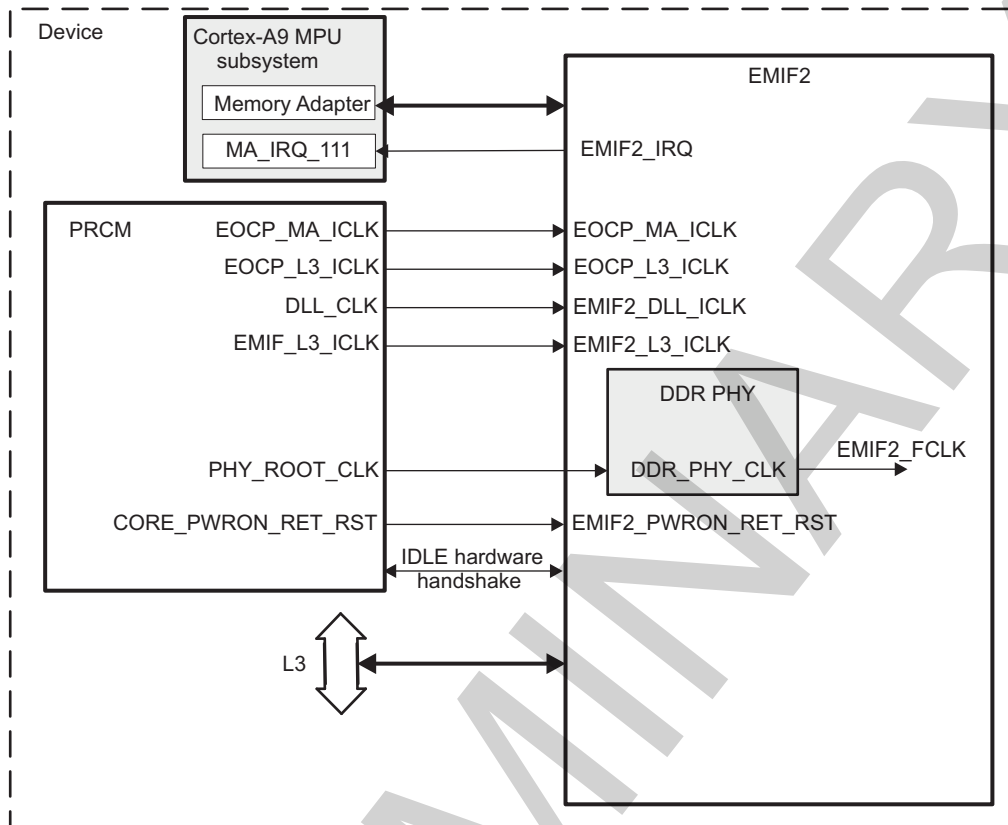 Device
Cortex-A9 MPU
subsystem
Memory Adapter
MA_IRQ_111
EMIF2
EMIF2_IRQ
PRCM
EOCP_MA_ICLK
EOCP_MA_ICLK
EOCP_L3_ICLK
EOCP_L3_ICLK
DLL_CLK
EMIF2_DLL_ICLK
EMIF_L3_ICLK
EMIF2_L3_ICLK
DDR PHY
PHY_ROOT_CLK
DDR_PHY_CLK
EMIF2_FCLK
CORE_PWRON_RET_RST
EMIF2_PWRON_RET_RST
IDLE hardware
handshake
L3
MINARY